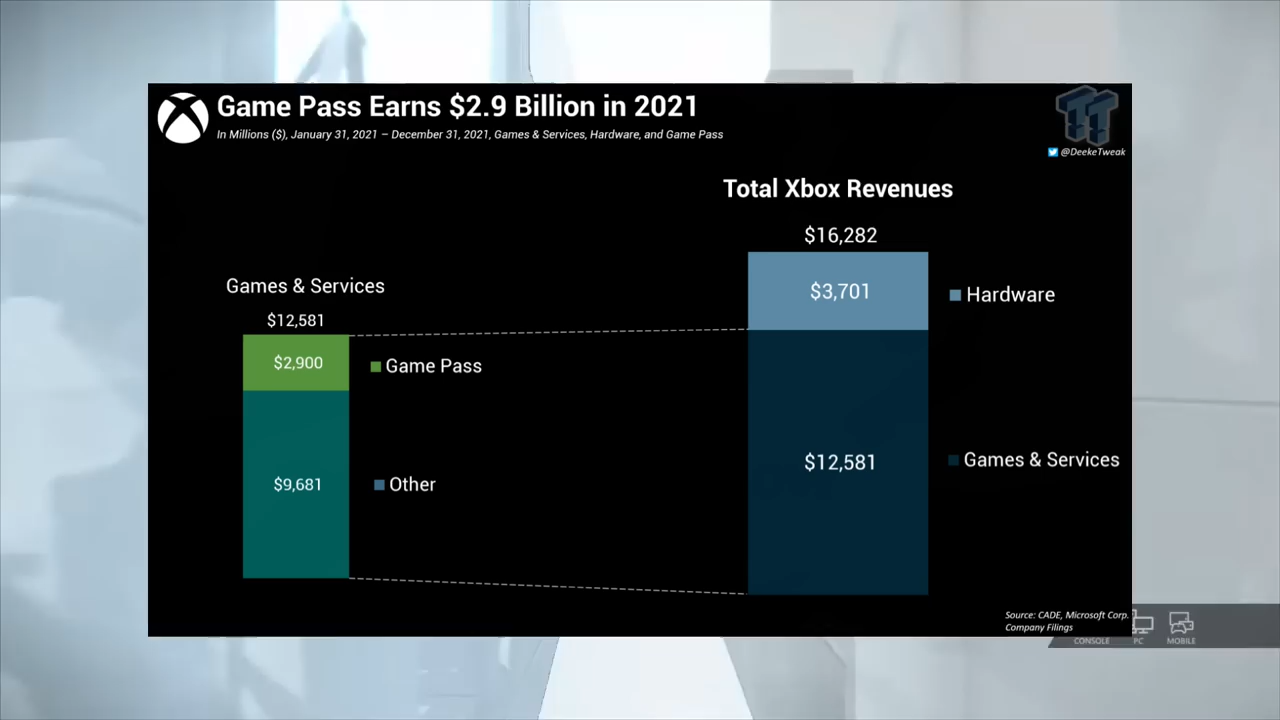 Game Pass Earns $2.9 Billion in 2021
In Millions ($), January 31, 2021 – December 31, 2021, Games & Services, Hardware, and Game Pass
@DeekeTweak
Total Xbox Revenues
$16,282
$3,701
Hardware
$12,581
Games & Services
Games & Services
$12,581
$2,900
Game Pass
$9,681
Other
Source: CADE, Microsoft Corp.
Company Filings
CONSOLE
PC
MOBILE